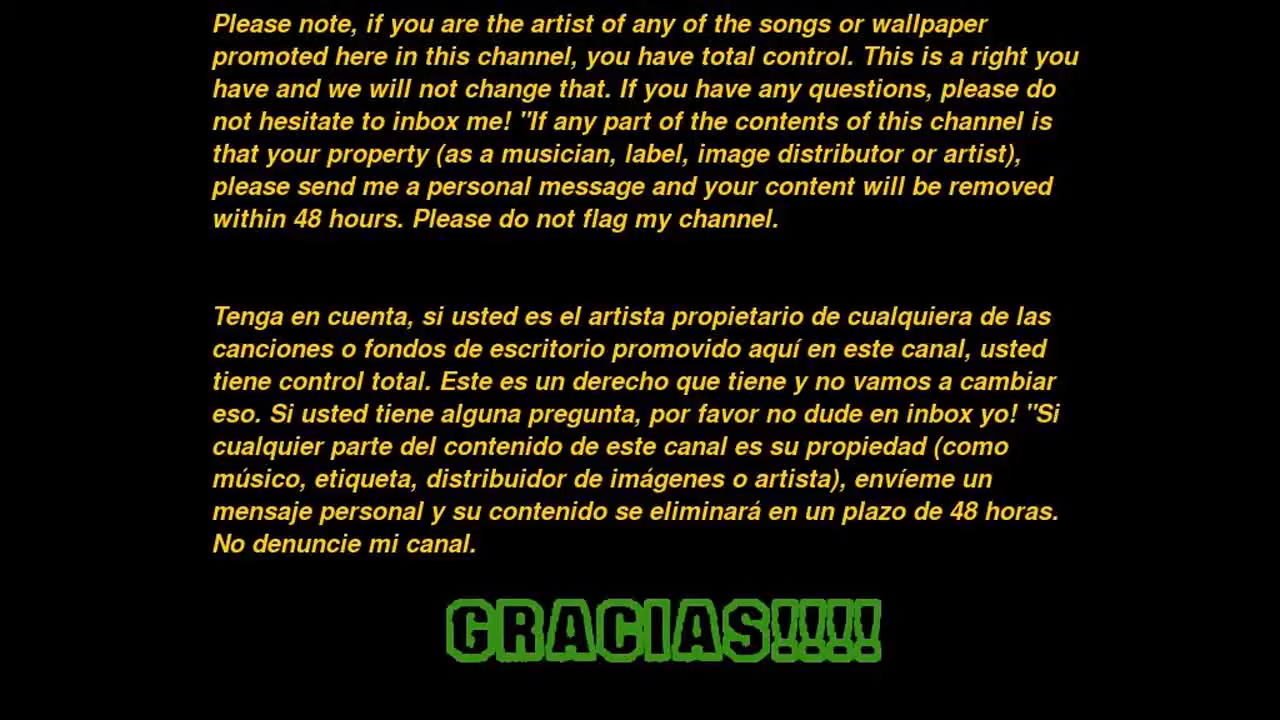 Please note, if you are the artist of any of the songs or wallpaper
promoted here in this channel, you have total control. This is a right you
have and we will not change that. If you have any questions, please do
not hesitate to inbox me! "If any part of the contents of this channel is
that your property (as a musician, label, image distributor or artist),
please send me a personal message and your content will be removed
within 48 hours. Please do not flag my channel.
Tenga en cuenta, si usted es el artista propietario de cualquiera de las
canciones o fondos de escritorio promovido aquí en este canal, usted
tiene control total. Este es un derecho que tiene y no vamos a cambiar
eso. Si usted tiene alguna pregunta, por favor no dude en inbox yo! "Si
cualquier parte del contenido de este canal es su propiedad (como
músico, etiqueta, distribuidor de imágenes o artista), envíeme un
mensaje personal y su contenido se eliminará en un plazo de 48 horas.
No denuncie mi canal.
GRACIAS!!!!